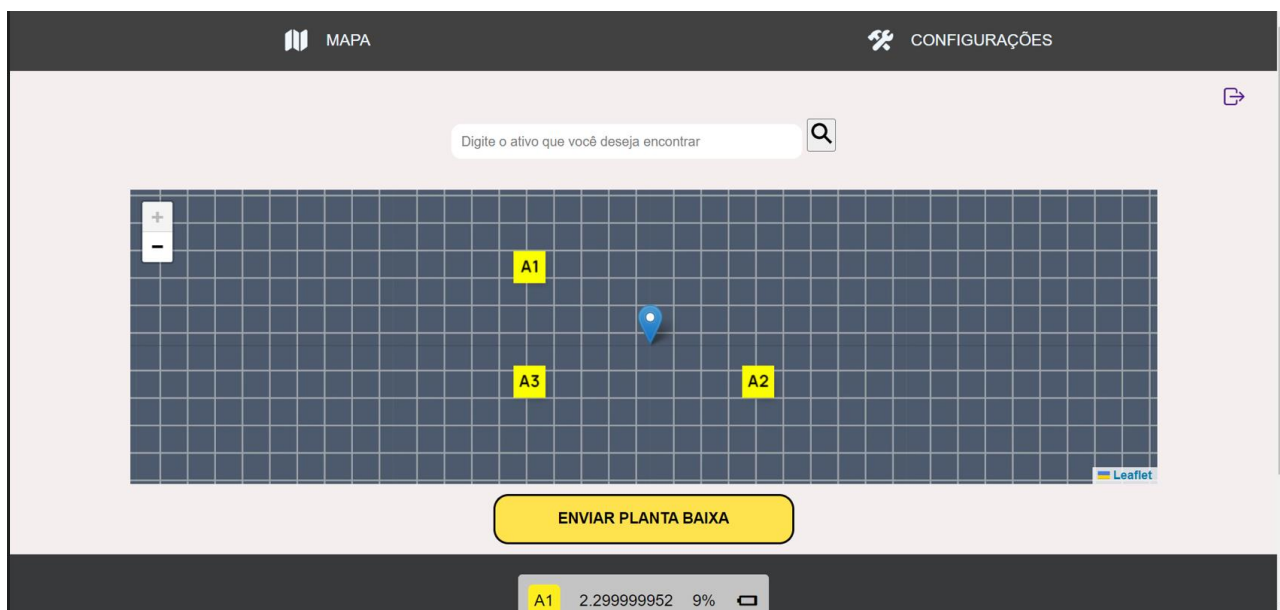 MAPA
CONFIGURAÇÕES
Digite o ativo que você deseja encontrar
+
−
A1
A3
A2
Leaflet
ENVIAR PLANTA BAIXA
A1 2.299999952 9%